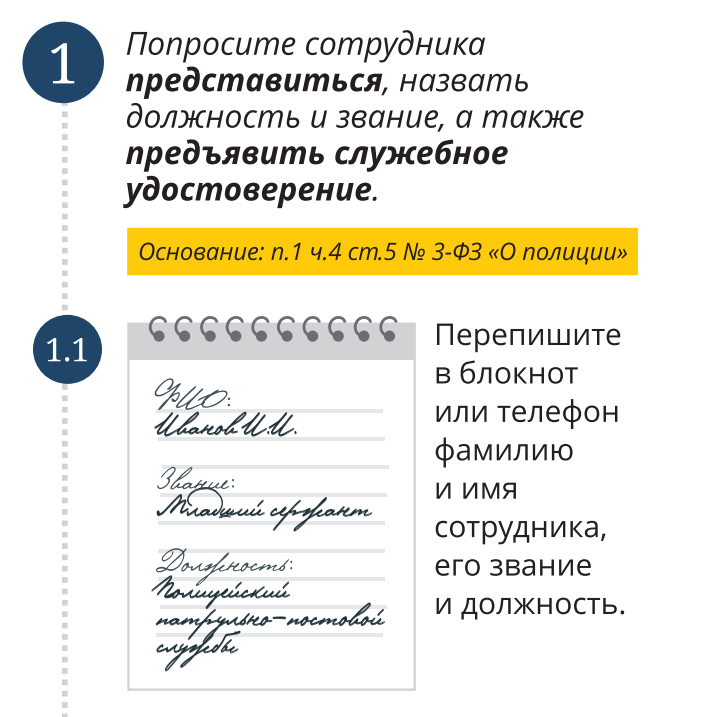 1
Попросите сотрудника
представиться, назвать
должность и звание, а также
предъявить служебное
удостоверение.
Основание: п.1 ч.4 ст.5 № 3-ФЗ «О полиции»
1.1
ФИО:
Иванов И.И.
Звание:
Младший сержант
Должность:
Полицейский
патрульно-постовой
службы
Перепишите
в блокнот
или телефон
фамилию
и имя
сотрудника,
его звание
и должность.